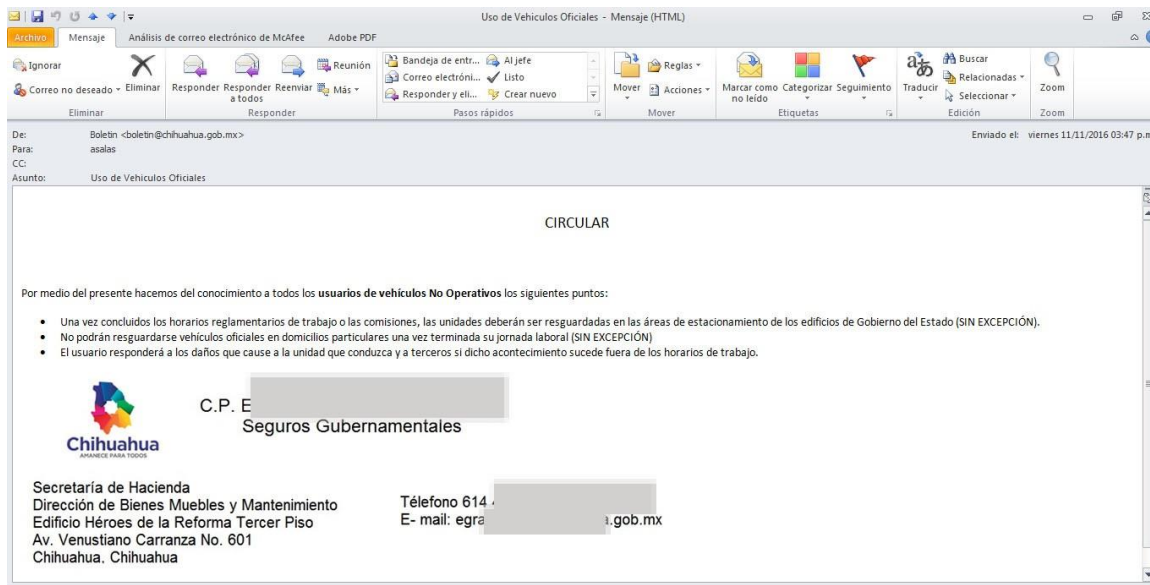 Uso de Vehiculos Oficiales - Mensaje (HTML)
Archivo Mensaje Análisis de correo electrónico de McAfee Adobe PDF
Ignorar
Correo no deseado
Eliminar
Responder
Responder a todos
Reenviar
Reunión
Más
Bandeja de entr...
Correo electróni...
Responder y eli...
Al jefe
Listo
Crear nuevo
Mover
Reglas
Acciones
Marcar como no leído
Categorizar
Seguimiento
Traducir
Buscar
Relacionadas
Seleccionar
Zoom
Eliminar Responder Pasos rápidos Mover Etiquetas Edición Zoom
De: Boletin <boletin@chihuahua.gob.mx> Enviado el: viernes 11/11/2016 03:47 p.m
Para: asalas
CC:
Asunto: Uso de Vehiculos Oficiales
CIRCULAR
Por medio del presente hacemos del conocimiento a todos los usuarios de vehículos No Operativos los siguientes puntos:
• Una vez concluidos los horarios reglamentarios de trabajo o las comisiones, las unidades deberán ser resguardadas en las áreas de estacionamiento de los edificios de Gobierno del Estado (SIN EXCEPCIÓN).
• No podrán resguardarse vehículos oficiales en domicilios particulares una vez terminada su jornada laboral (SIN EXCEPCIÓN)
• El usuario responderá a los daños que cause a la unidad que conduzca y a terceros si dicho acontecimiento sucede fuera de los horarios de trabajo.
C.P. E
Seguros Gubernamentales
Chihuahua
AMANECE PARA TODOS
Secretaría de Hacienda
Dirección de Bienes Muebles y Mantenimiento
Edificio Héroes de la Reforma Tercer Piso
Av. Venustiano Carranza No. 601
Chihuahua, Chihuahua
Télefono 614
E- mail: egra .gob.mx